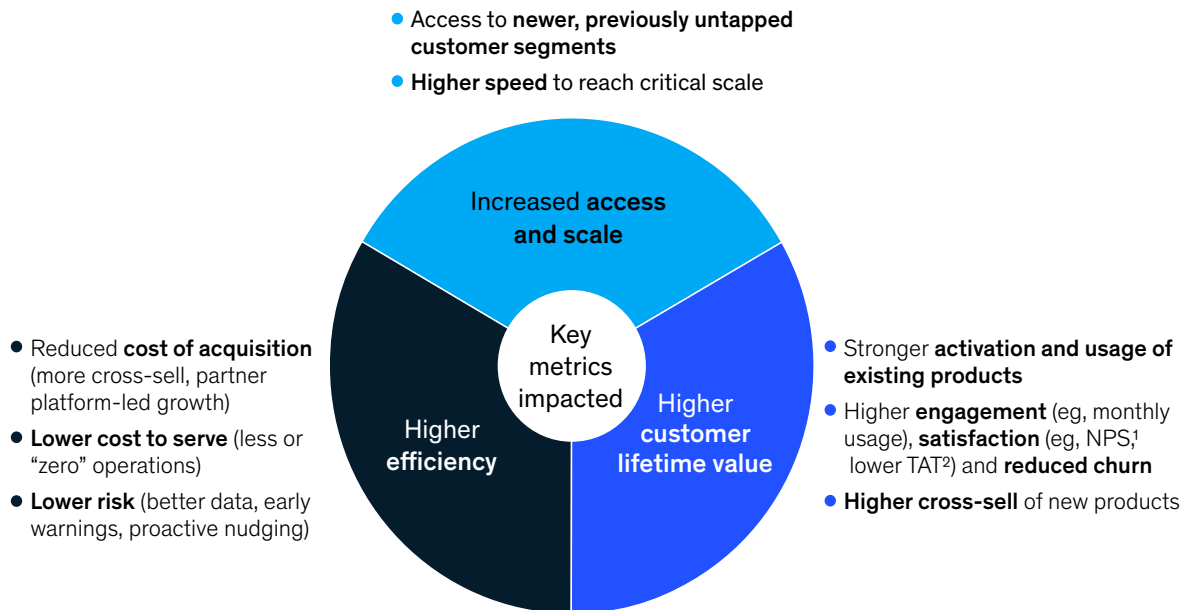 Access to newer, previously untapped
customer segments
Higher speed to reach critical scale
Increased access
and scale
Key
metrics
impacted
Reduced cost of acquisition
(more cross-sell, partner
platform-led growth)
Lower cost to serve (less or
“zero” operations)
Lower risk (better data, early
warnings, proactive nudging)
Higher
efficiency
Higher
customer
lifetime value
Stronger activation and usage of
existing products
Higher engagement (eg, monthly
usage), satisfaction (eg, NPS,¹
lower TAT²) and reduced churn
Higher cross-sell of new products